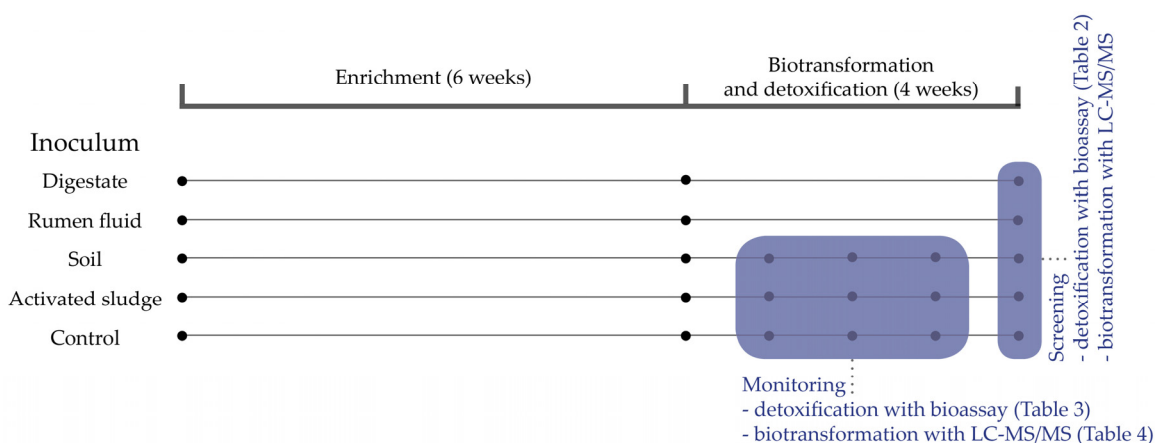 Enrichment (6 weeks)
Biotransformation
and detoxification (4 weeks)
Inoculum
Digestate
Rumen fluid
Soil
Activated sludge
Control
Screening
- detoxification with bioassay (Table 2)
- biotransformation with LC-MS/MS
Monitoring
- detoxification with bioassay (Table 3)
- biotransformation with LC-MS/MS (Table 4)